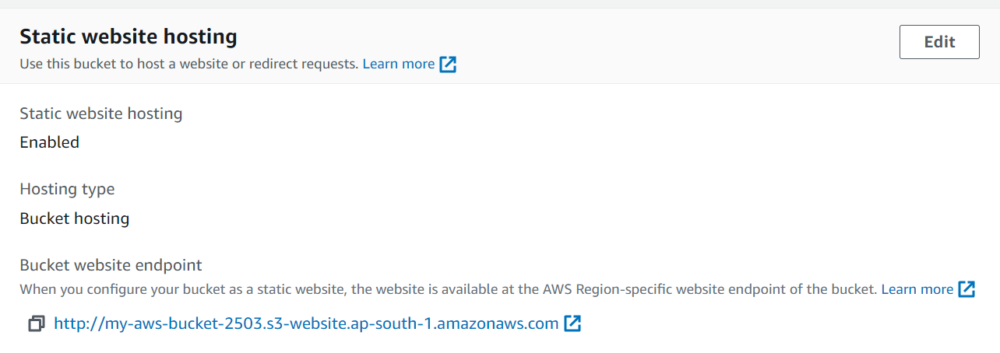 Static website hosting
Edit
Use this bucket to host a website or redirect requests. Learn more
Static website hosting
Enabled
Hosting type
Bucket hosting
Bucket website endpoint
When you configure your bucket as a static website, the website is available at the AWS Region-specific website endpoint of the bucket. Learn more
http://my-aws-bucket-2503.s3-website.ap-south-1.amazonaws.com